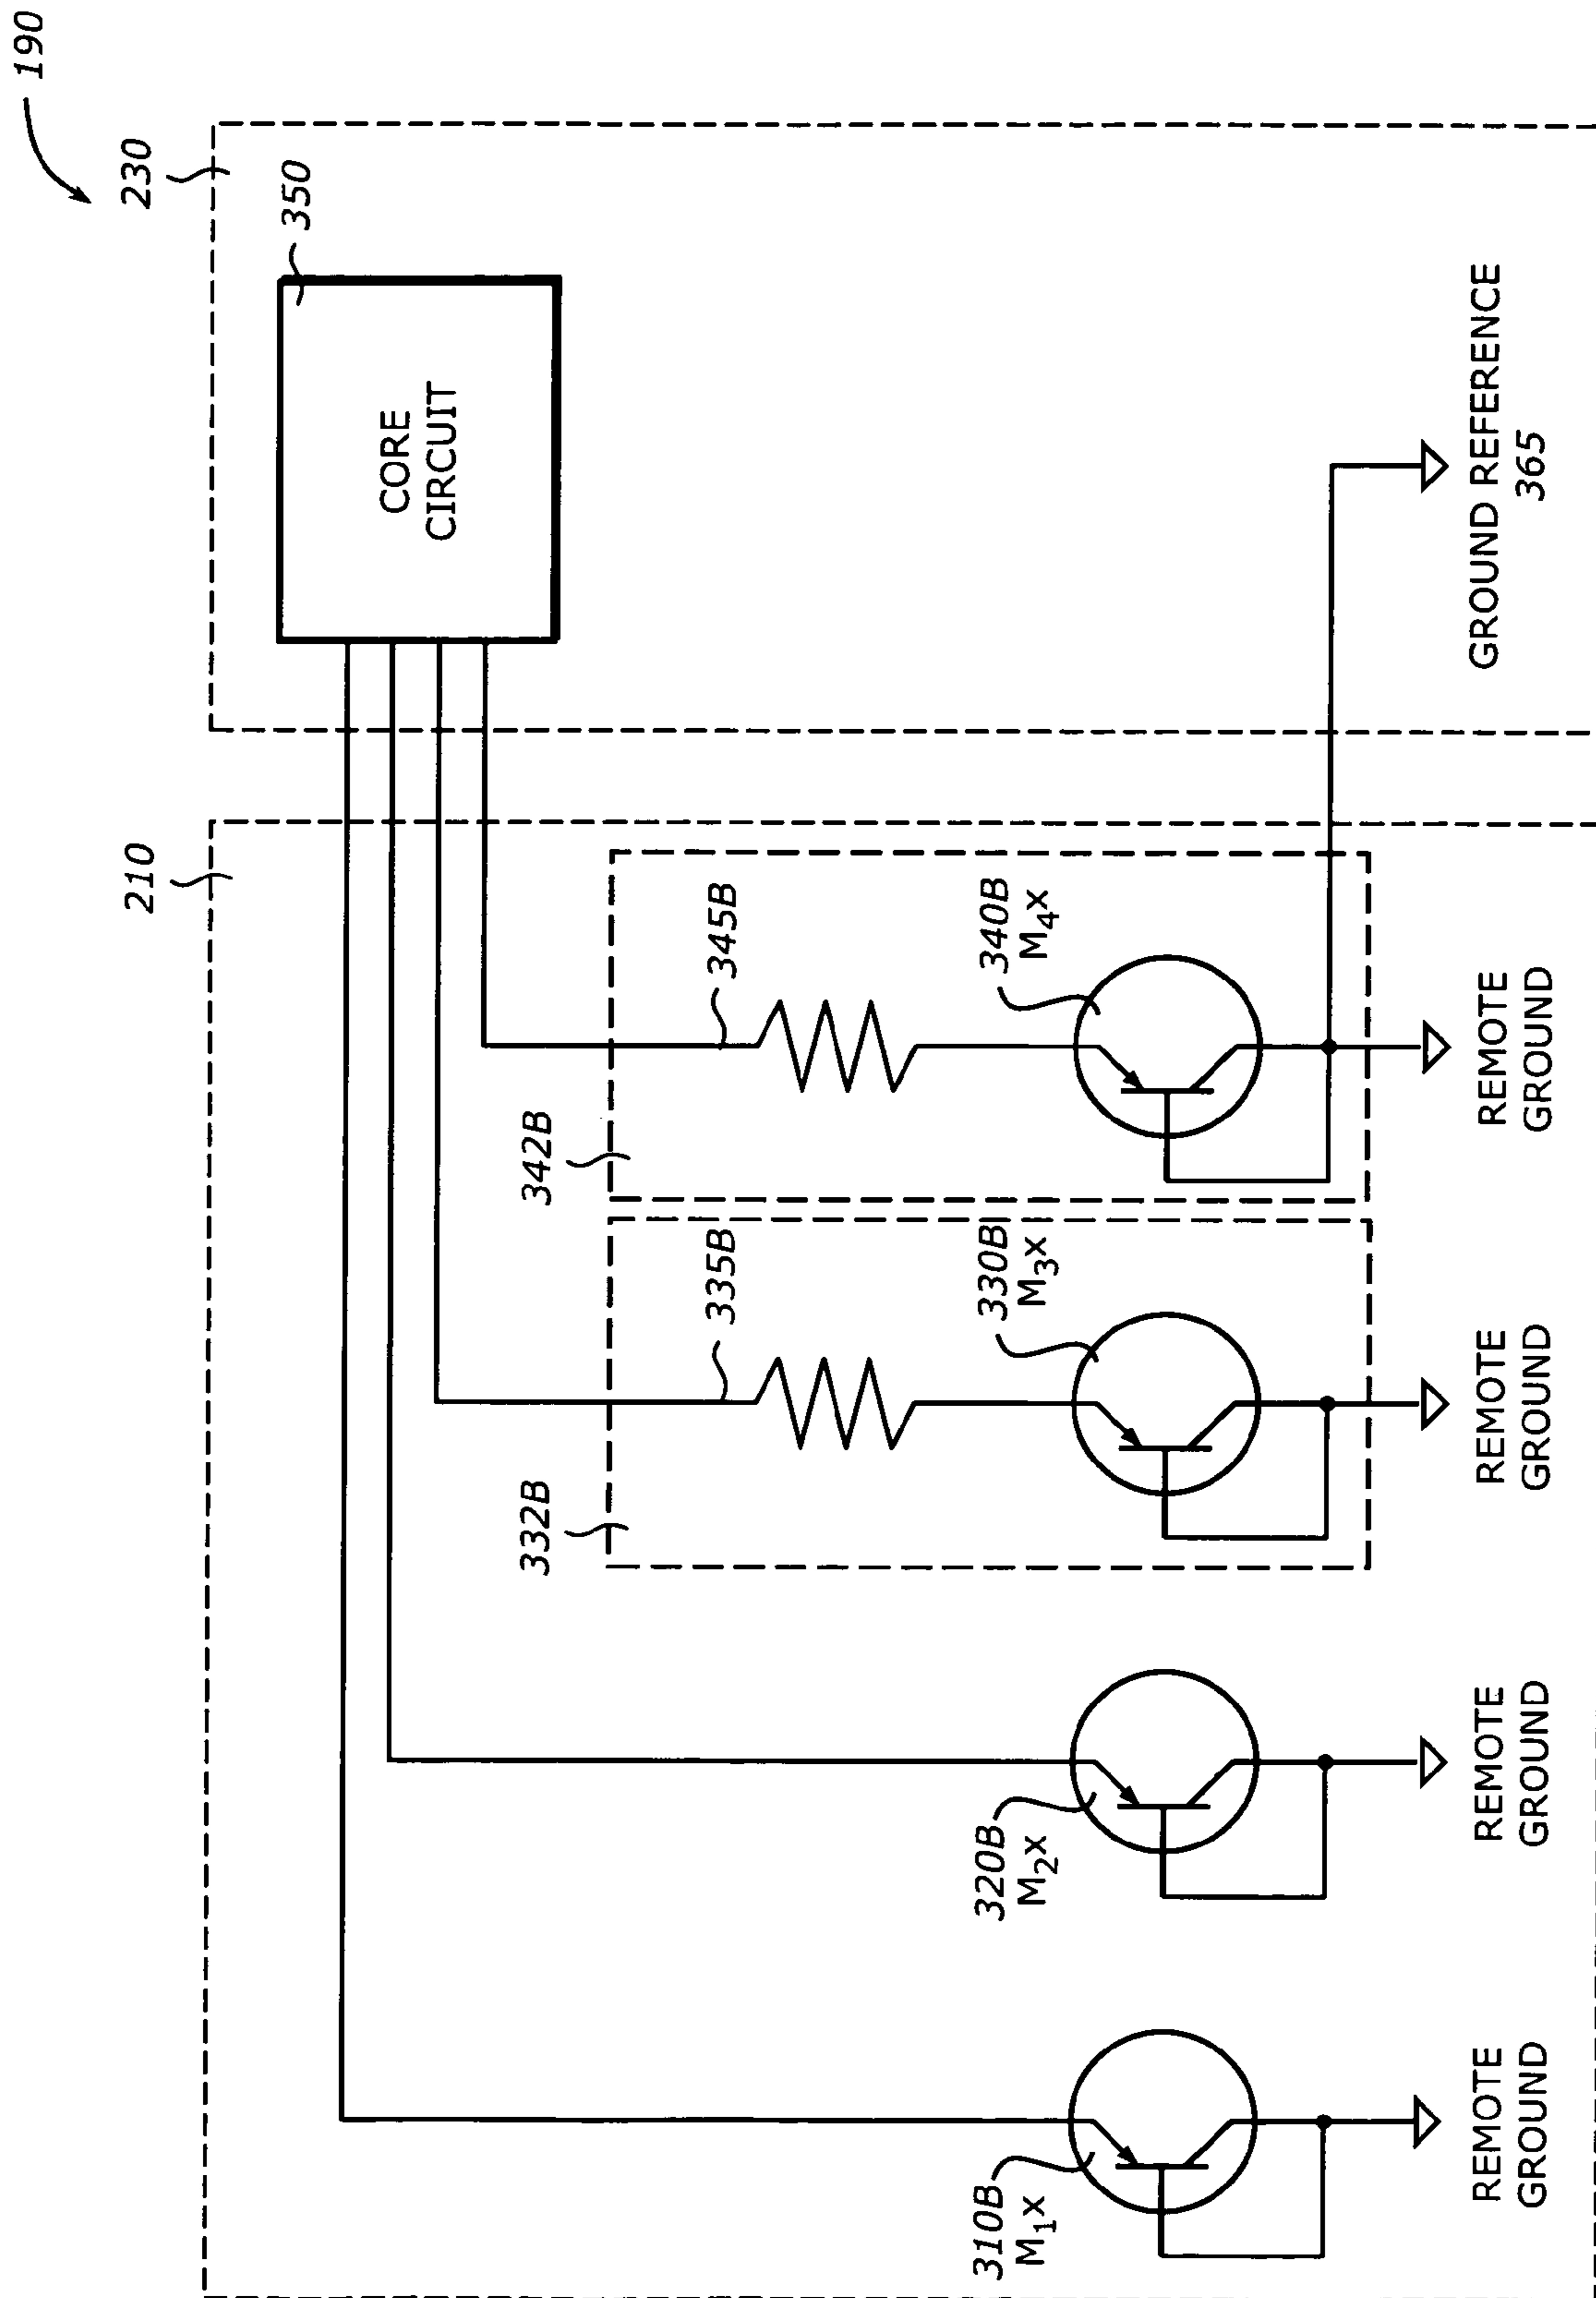 190
230
350
CORE
CIRCUIT
210
345B
340B
M4X
342B
335B
330B
M3X
332B
320B
M2X
310B
M1X
REMOTE
GROUND
REMOTE
GROUND
REMOTE
GROUND
REMOTE
GROUND
GROUND REFERENCE
365